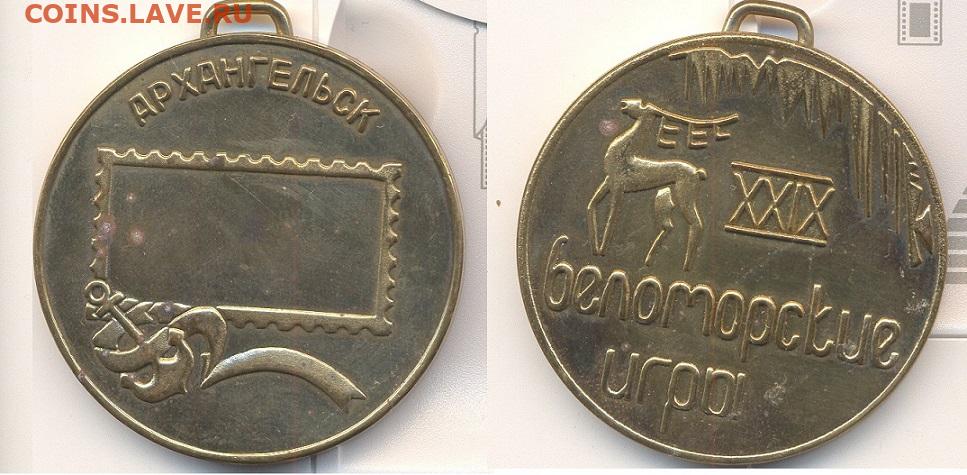 COINS.LAVE.RU
АРХАНГЕЛЬСК
XXIX
Беломорские
игры